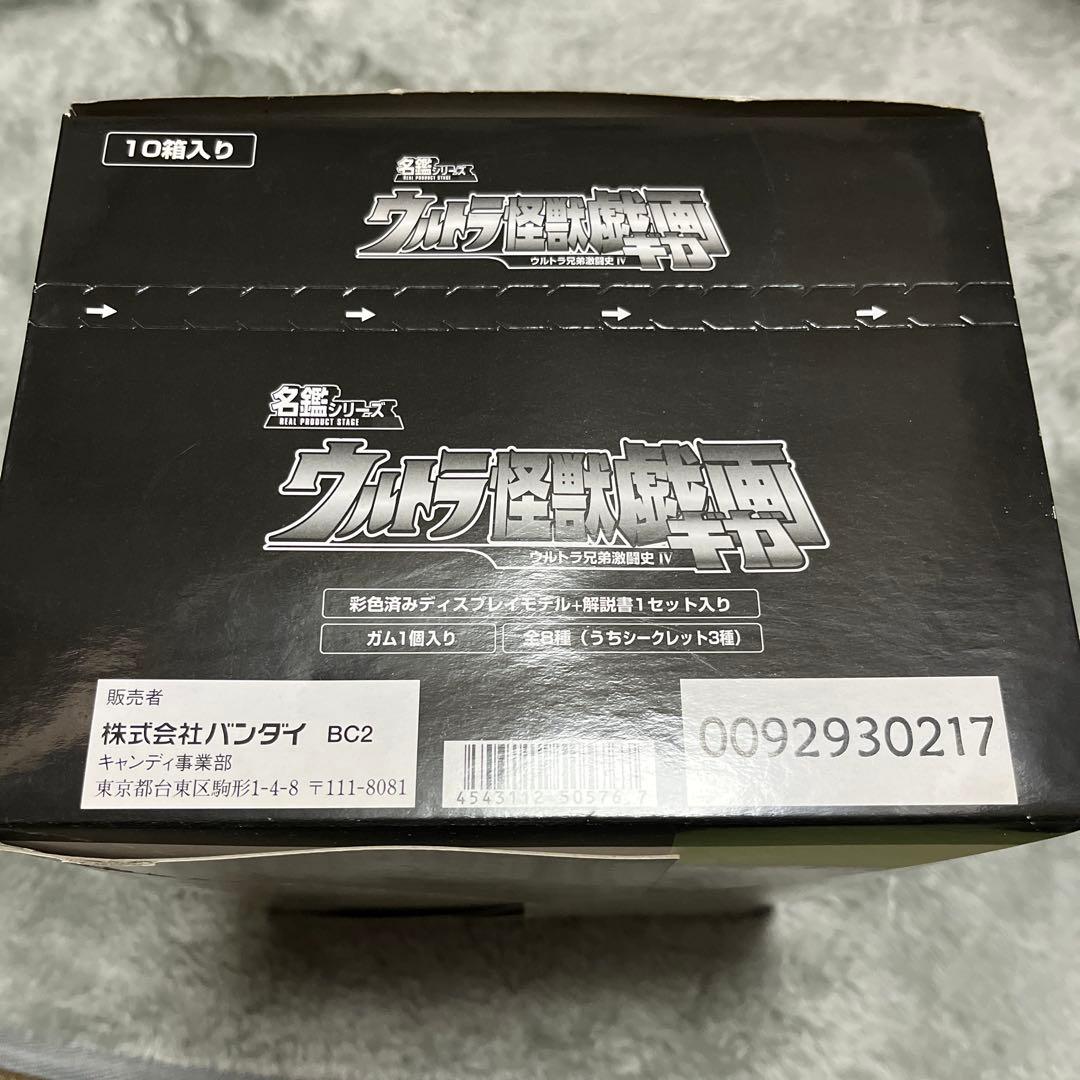 10箱入り
名鑑シリーズ
REAL PRODUCT STAGE
ウルトラ怪獣戯画
ギガ
ウルトラ兄弟激闘史 IV
名鑑シリーズ
REAL PRODUCT STAGE
ウルトラ怪獣戯画
ギガ
ウルトラ兄弟激闘史 IV
彩色済みディスプレイモデル+解説書1セット入り
ガム1個入り
全8種（うちシークレット3種）
販売者
株式会社バンダイ BC2
キャンディ事業部
東京都台東区駒形1-4-8 〒111-8081
4543112 50576 7
0092930217